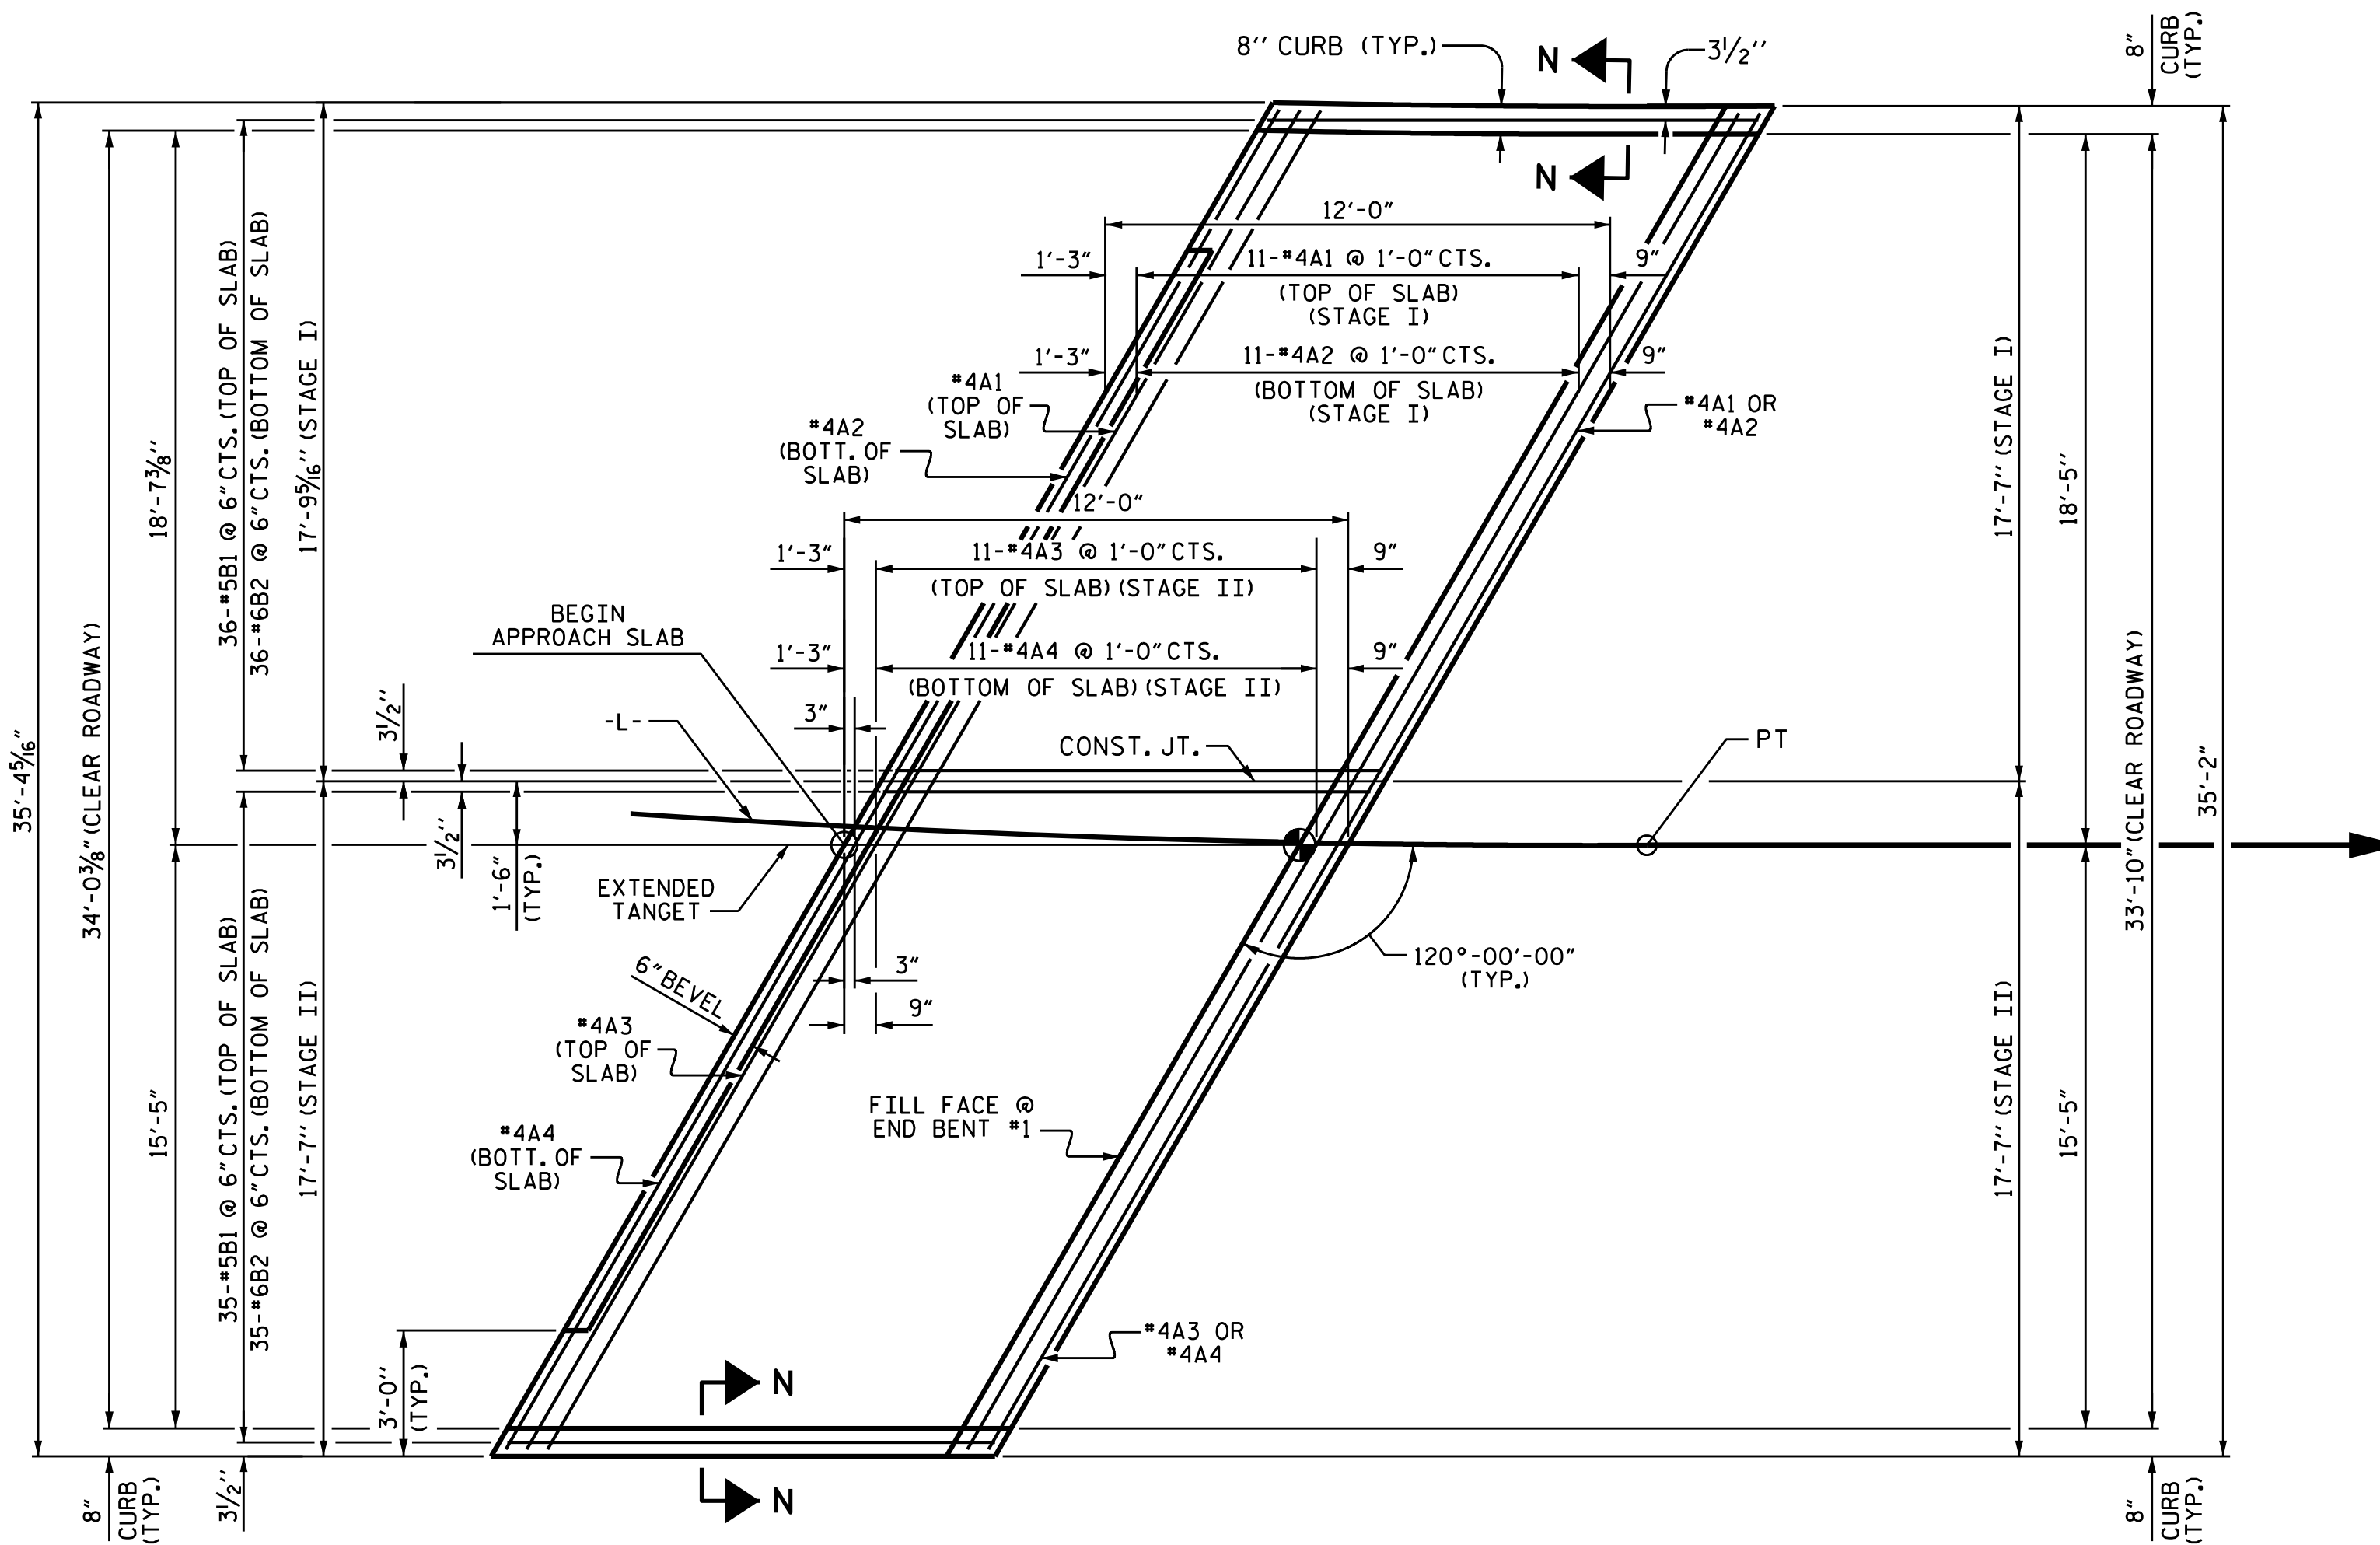 8'' CURB (TYP.)
N
3 1/2''
8"
CURB
(TYP.)
N
12'-0"
1'-3"
11-#4A1 @ 1'-0" CTS.
9"
(TOP OF SLAB)
(STAGE I)
1'-3"
11-#4A2 @ 1'-0" CTS.
9"
(BOTTOM OF SLAB)
(STAGE I)
#4A1
(TOP OF
SLAB)
#4A2
(BOTT. OF
SLAB)
#4A1 OR
#4A2
12'-0"
1'-3"
11-#4A3 @ 1'-0" CTS.
9"
(TOP OF SLAB) (STAGE II)
1'-3"
11-#4A4 @ 1'-0" CTS.
9"
(BOTTOM OF SLAB) (STAGE II)
BEGIN
APPROACH SLAB
-L-
3"
CONST. JT.
PT
35'-4 5/16"
34'-0 3/8" (CLEAR ROADWAY)
18'-7 3/8''
36-#5B1 @ 6" CTS. (TOP OF SLAB)
36-#6B2 @ 6" CTS. (BOTTOM OF SLAB)
17'-9 5/16'' (STAGE I)
3 1/2''
3 1/2''
1'-6"
(TYP.)
EXTENDED
TANGET
17'-7'' (STAGE I)
18'-5''
33'-10" (CLEAR ROADWAY)
35'-2"
120°-00'-00"
(TYP.)
3"
9"
6" BEVEL
#4A3
(TOP OF
SLAB)
#4A4
(BOTT. OF
SLAB)
FILL FACE @
END BENT #1
15'-5"
35-#5B1 @ 6" CTS. (TOP OF SLAB)
35-#6B2 @ 6" CTS. (BOTTOM OF SLAB)
17'-7'' (STAGE II)
17'-7'' (STAGE II)
15'-5"
#4A3 OR
#4A4
3'-0''
(TYP.)
N
N
8"
CURB
(TYP.)
3 1/2''
8"
CURB
(TYP.)